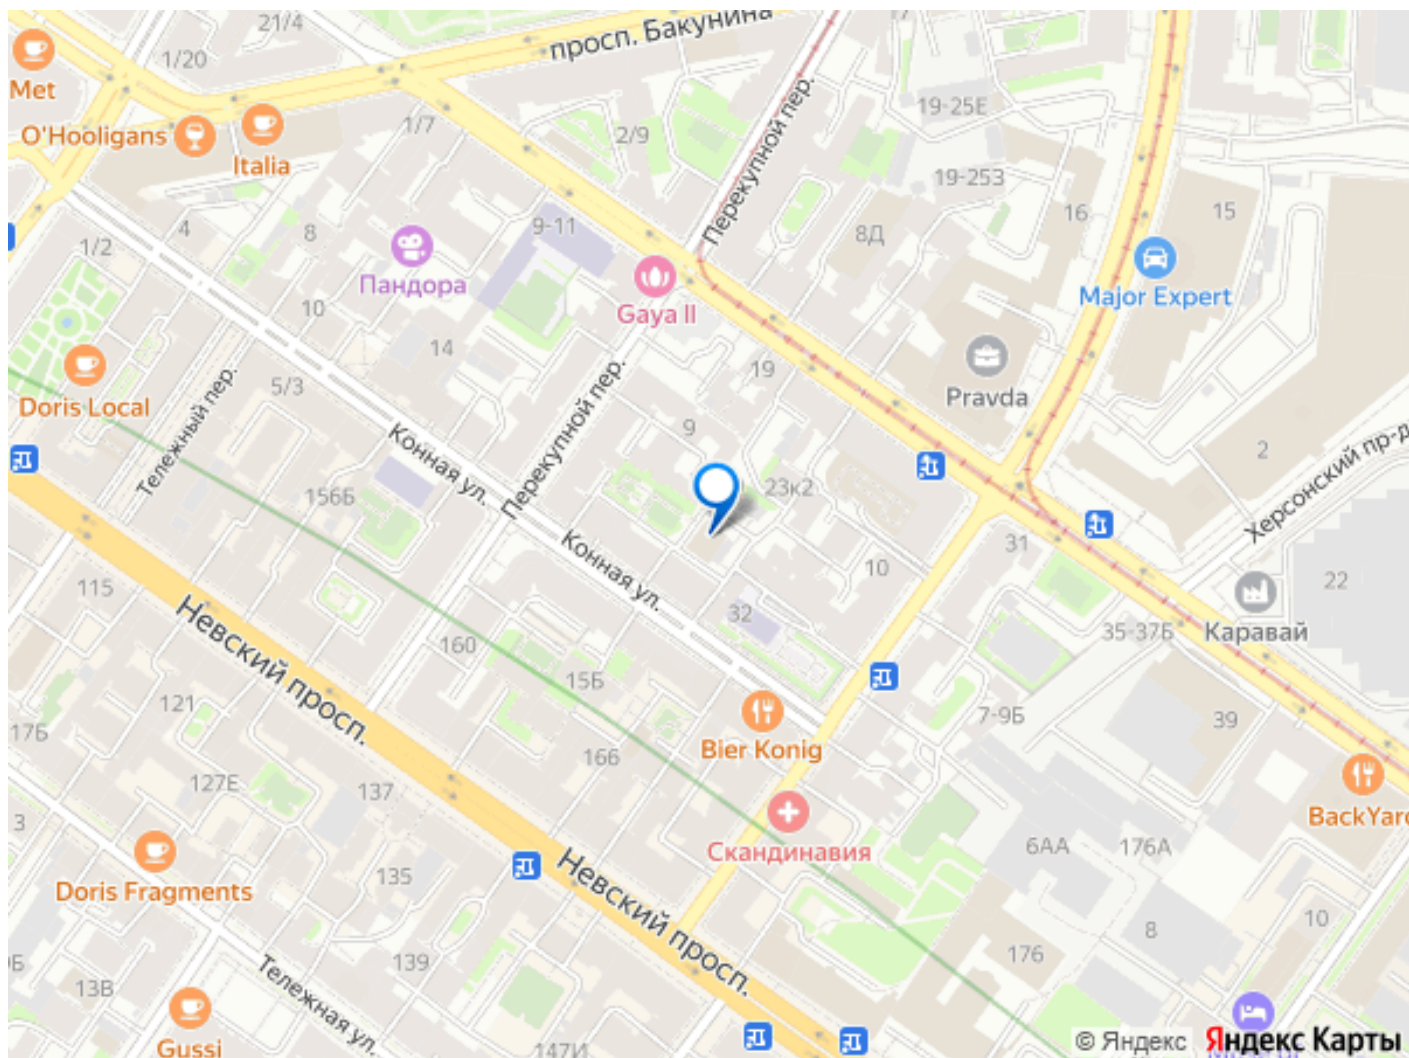 21/4
просп. Бакунина
17
1/20
Met
19-25Е
O'Hooligans
1/7
2/9
Italia
Перекупной пер.
19-253
16
15
4
8
9-11
8Д
1/2
Пандора
Major Expert
10
Gaya II
14
19
5/3
Pravda
Doris Local
Тележный пер.
Перекупной пер.
9
Конная ул.
2
Херсонский пр-д
156Б
23к2
31
Конная ул.
10
22
115
32
35-37Б
Каравай
Невский просп.
160
15Б
121
7-9Б
39
17Б
Bier Konig
166
127Е
137
BackYard
3
Скандинавия
6АА
176А
135
Doris Fragments
Невский просп.
10
8
176
139
Тележная ул.
13В
Gussi
147И
© Яндекс Яндекс Карты